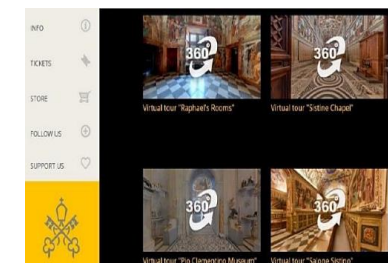 INFO
TICKETS
STORE
FOLLOW US
SUPPORT US
360°
360°
Virtual tour "Raphael's Rooms"
Virtual tour "Sistine Chapel"
360°
360°
Virtual tour "Pio Clementino Museum"
Virtual tour "Salone Sistino"